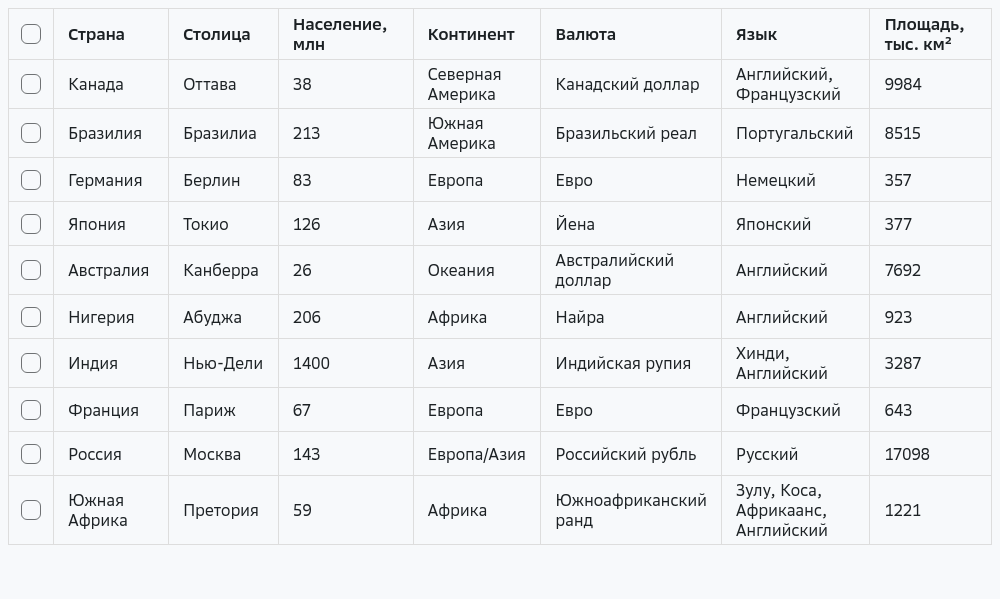 Страна Столица Население, млн Континент Валюта Язык Площадь, тыс. км²
Канада Оттава 38 Северная Америка Канадский доллар Английский, Французский 9984
Бразилия Бразилиа 213 Южная Америка Бразильский реал Португальский 8515
Германия Берлин 83 Европа Евро Немецкий 357
Япония Токио 126 Азия Йена Японский 377
Австралия Канберра 26 Океания Австралийский доллар Английский 7692
Нигерия Абуджа 206 Африка Найра Английский 923
Индия Нью-Дели 1400 Азия Индийская рупия Хинди, Английский 3287
Франция Париж 67 Европа Евро Французский 643
Россия Москва 143 Европа/Азия Российский рубль Русский 17098
Южная Африка Претория 59 Африка Южноафриканский ранд Зулу, Коса, Африкаанс, Английский 1221